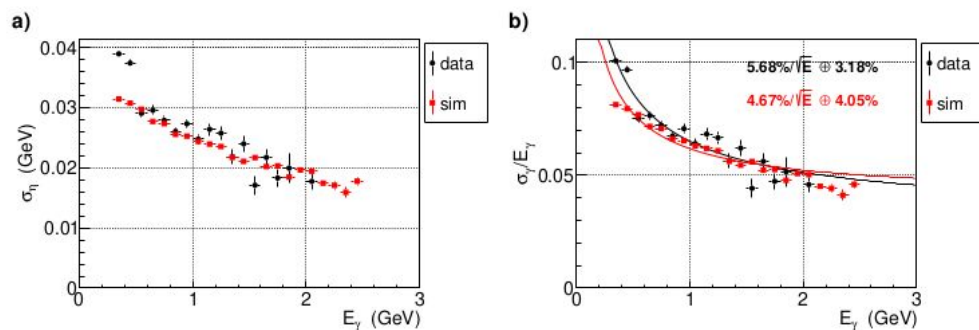 a)
b)
0.04
0.03
0.02
0.01
0
σ_η (GeV)
0
1
2
3
E_γ (GeV)
data
sim
0.1
0.05
0
σ_γ/E_γ
5.68%/√E ⊕ 3.18%
4.67%/√E ⊕ 4.05%
0
1
2
3
E_γ (GeV)
data
sim